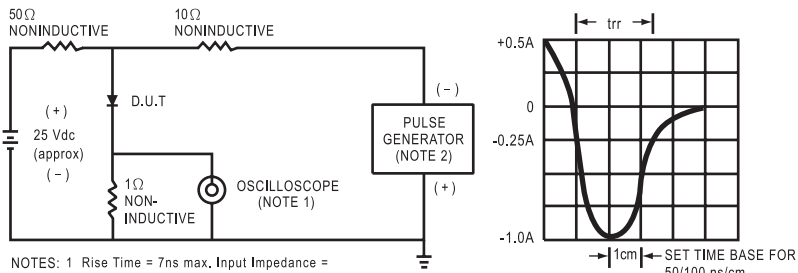 50Ω
NONINDUCTIVE
10Ω
NONINDUCTIVE
D.U.T
(+)
25 Vdc
(approx)
(-)
1Ω
NON-
INDUCTIVE
OSCILLOSCOPE
(NOTE 1)
(-)
PULSE
GENERATOR
(NOTE 2)
(+)
NOTES: 1 Rise Time = 7ns max. Input Impedance =
trr
+0.5A
0
-0.25A
-1.0A
1cm
SET TIME BASE FOR
50/100 ns/cm